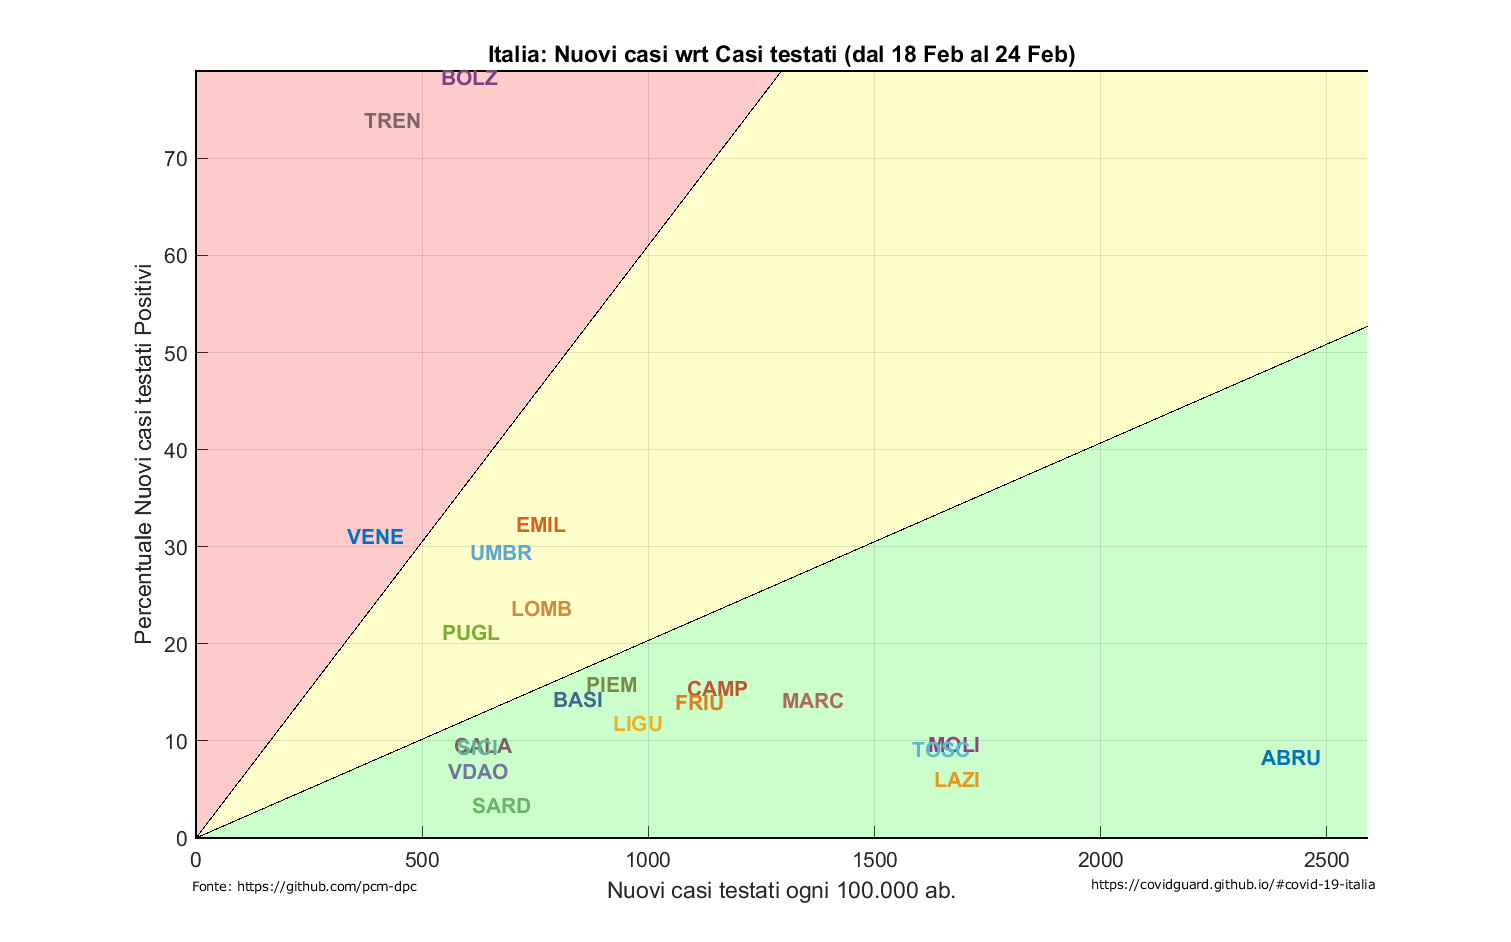 Italia: Nuovi casi wrt Casi testati (dal 18 Feb al 24 Feb)
BOLZ
TREN
70
60
50
40
30
20
10
0
Percentuale Nuovi casi testati Positivi
VENE
EMIL
UMBR
LOMB
PUGL
PIEM
CAMP
BASI
FRIU
MARC
LIGU
CALA
SICI
MOLI
TOSC
ABRU
VDAO
LAZI
SARD
0 500 1000 1500 2000 2500
Nuovi casi testati ogni 100.000 ab.
Fonte: https://github.com/pcm-dpc
https://covidguard.github.io/#covid-19-italia